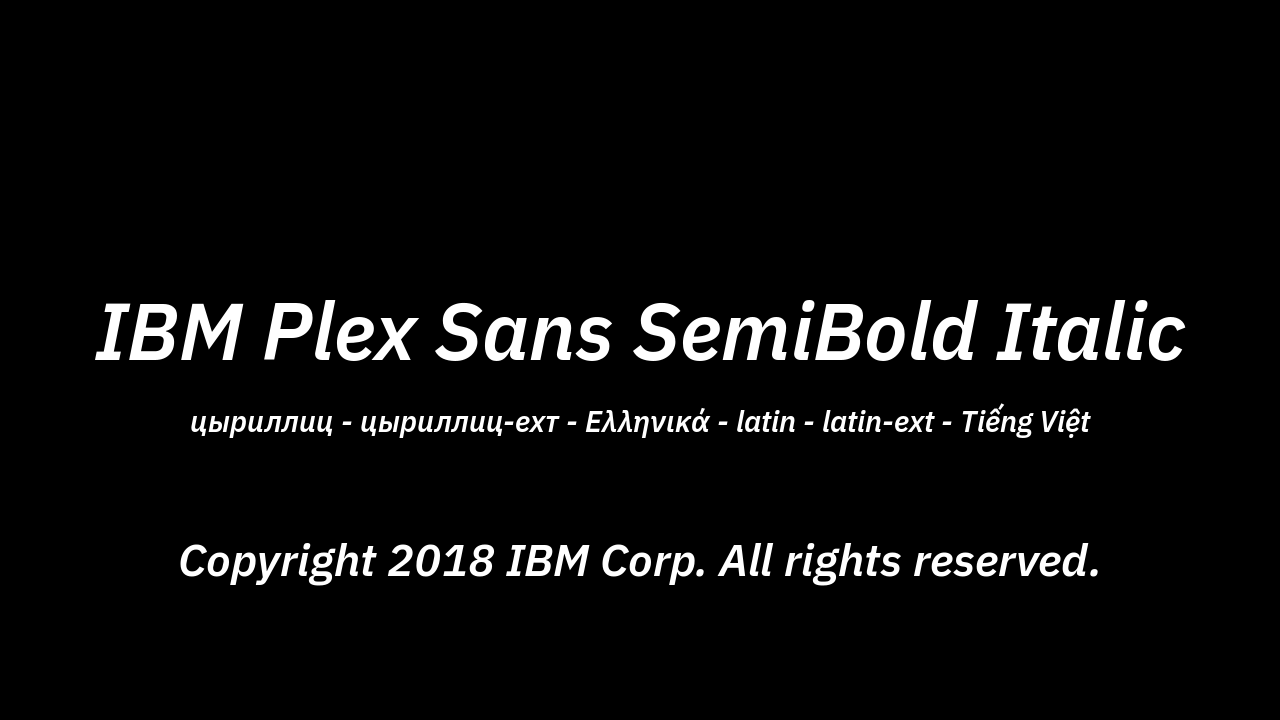 IBM Plex Sans SemiBold Italic
цыриллиц - цыриллиц-ехт - Ελληνικά - latin - latin-ext - Tiếng Việt
Copyright 2018 IBM Corp. All rights reserved.